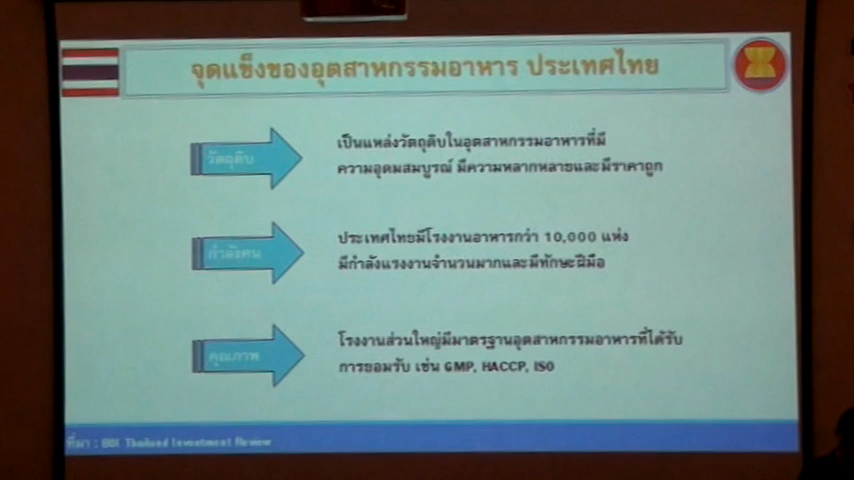 จุดแข็งของอุตสาหกรรมอาหาร ประเทศไทย
วัตถุดิบ
เป็นแหล่งวัตถุดิบในอุตสาหกรรมอาหารที่มี
ความอุดมสมบูรณ์ มีความหลากหลายและมีราคาถูก
กำลังคน
ประเทศไทยมีโรงงานอาหารกว่า 10,000 แห่ง
มีกำลังแรงงานจำนวนมากและมีทักษะฝีมือ
คุณภาพ
โรงงานส่วนใหญ่มีมาตรฐานอุตสาหกรรมอาหารที่ได้รับ
การยอมรับ เช่น GMP, HACCP, ISO
ที่มา : BOI Thailand Investment Review